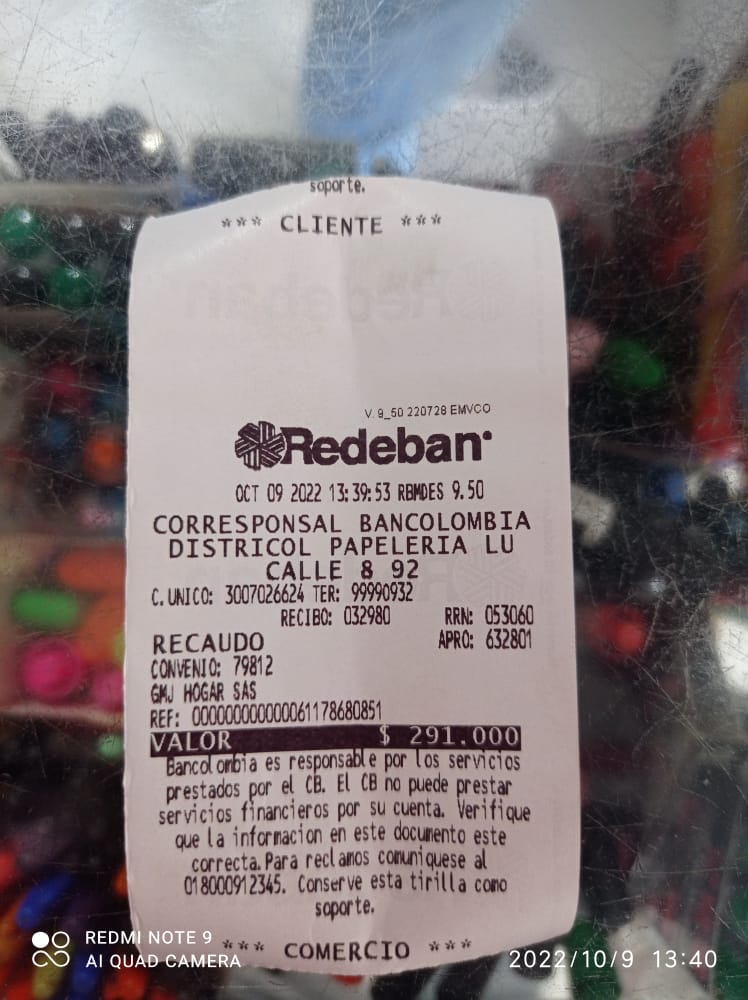 soporte.
*** CLIENTE ***
V. 9_50 220728 EMVCO
Redeban
OCT 09 2022 13:39:53 RBMDES 9.50
CORRESPONSAL BANCOLOMBIA
DISTRICOL PAPELERIA LU
CALLE 8 92
C. UNICO: 3007026624 TER: 99990932
RECIBO: 032980 RRN: 053060
RECAUDO APRO: 632801
CONVENIO: 79812
GMJ HOGAR SAS
REF: 000000000000061178680851
VALOR $ 291.000
Bancolombia es responsable por los servicios
prestados por el CB. El CB no puede prestar
servicios financieros por su cuenta. Verifique
que la informacion en este documento este
correcta. Para reclamos comuniquese al
018000912345. Conserve esta tirilla como
soporte.
*** COMERCIO ***
REDMI NOTE 9
AI QUAD CAMERA
2022/10/9 13:40